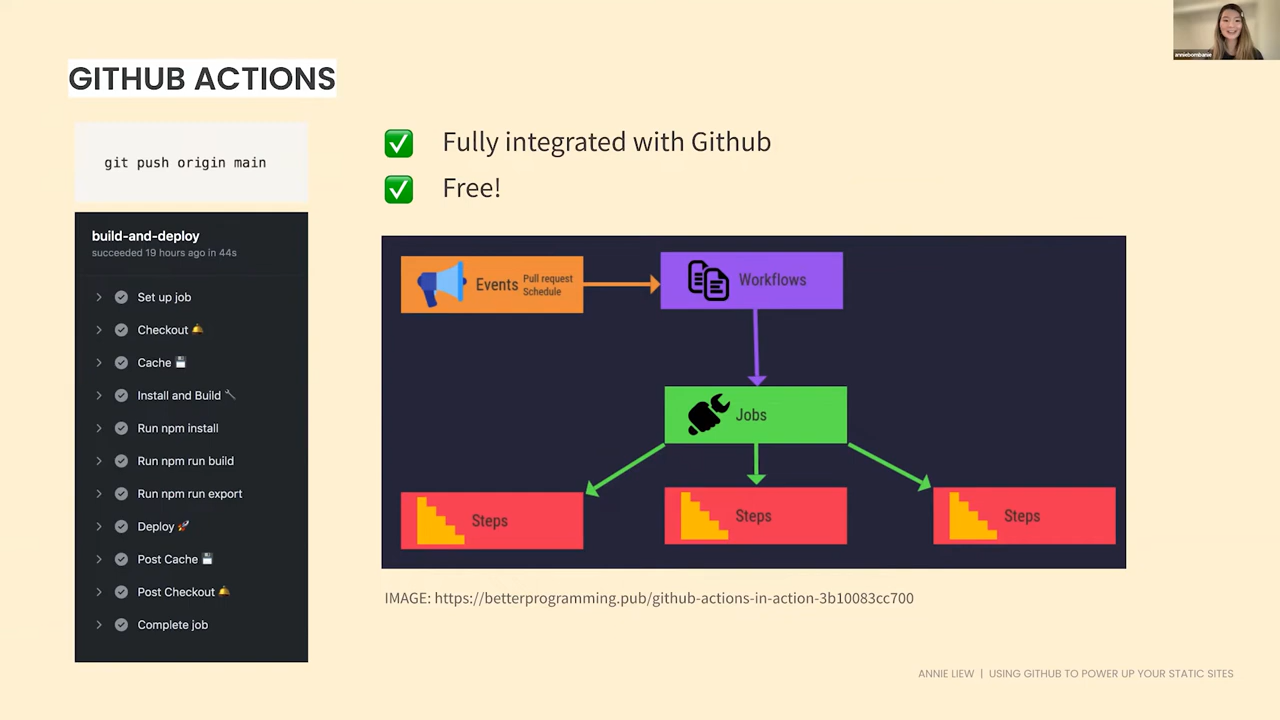 GITHUB ACTIONS
git push origin main
build-and-deploy
succeeded 19 hours ago in 44s
Set up job
Checkout 🛎️
Cache 💾
Install and Build 🔧
Run npm install
Run npm run build
Run npm run export
Deploy 🚀
Post Cache 💾
Post Checkout 🛎️
Complete job
✅ Fully integrated with Github
✅ Free!
Events
Pull request
Schedule
Workflows
Jobs
Steps
Steps
Steps
IMAGE: https://betterprogramming.pub/github-actions-in-action-3b10083cc700
ANNIE LIEW | USING GITHUB TO POWER UP YOUR STATIC SITES
anniebombanie